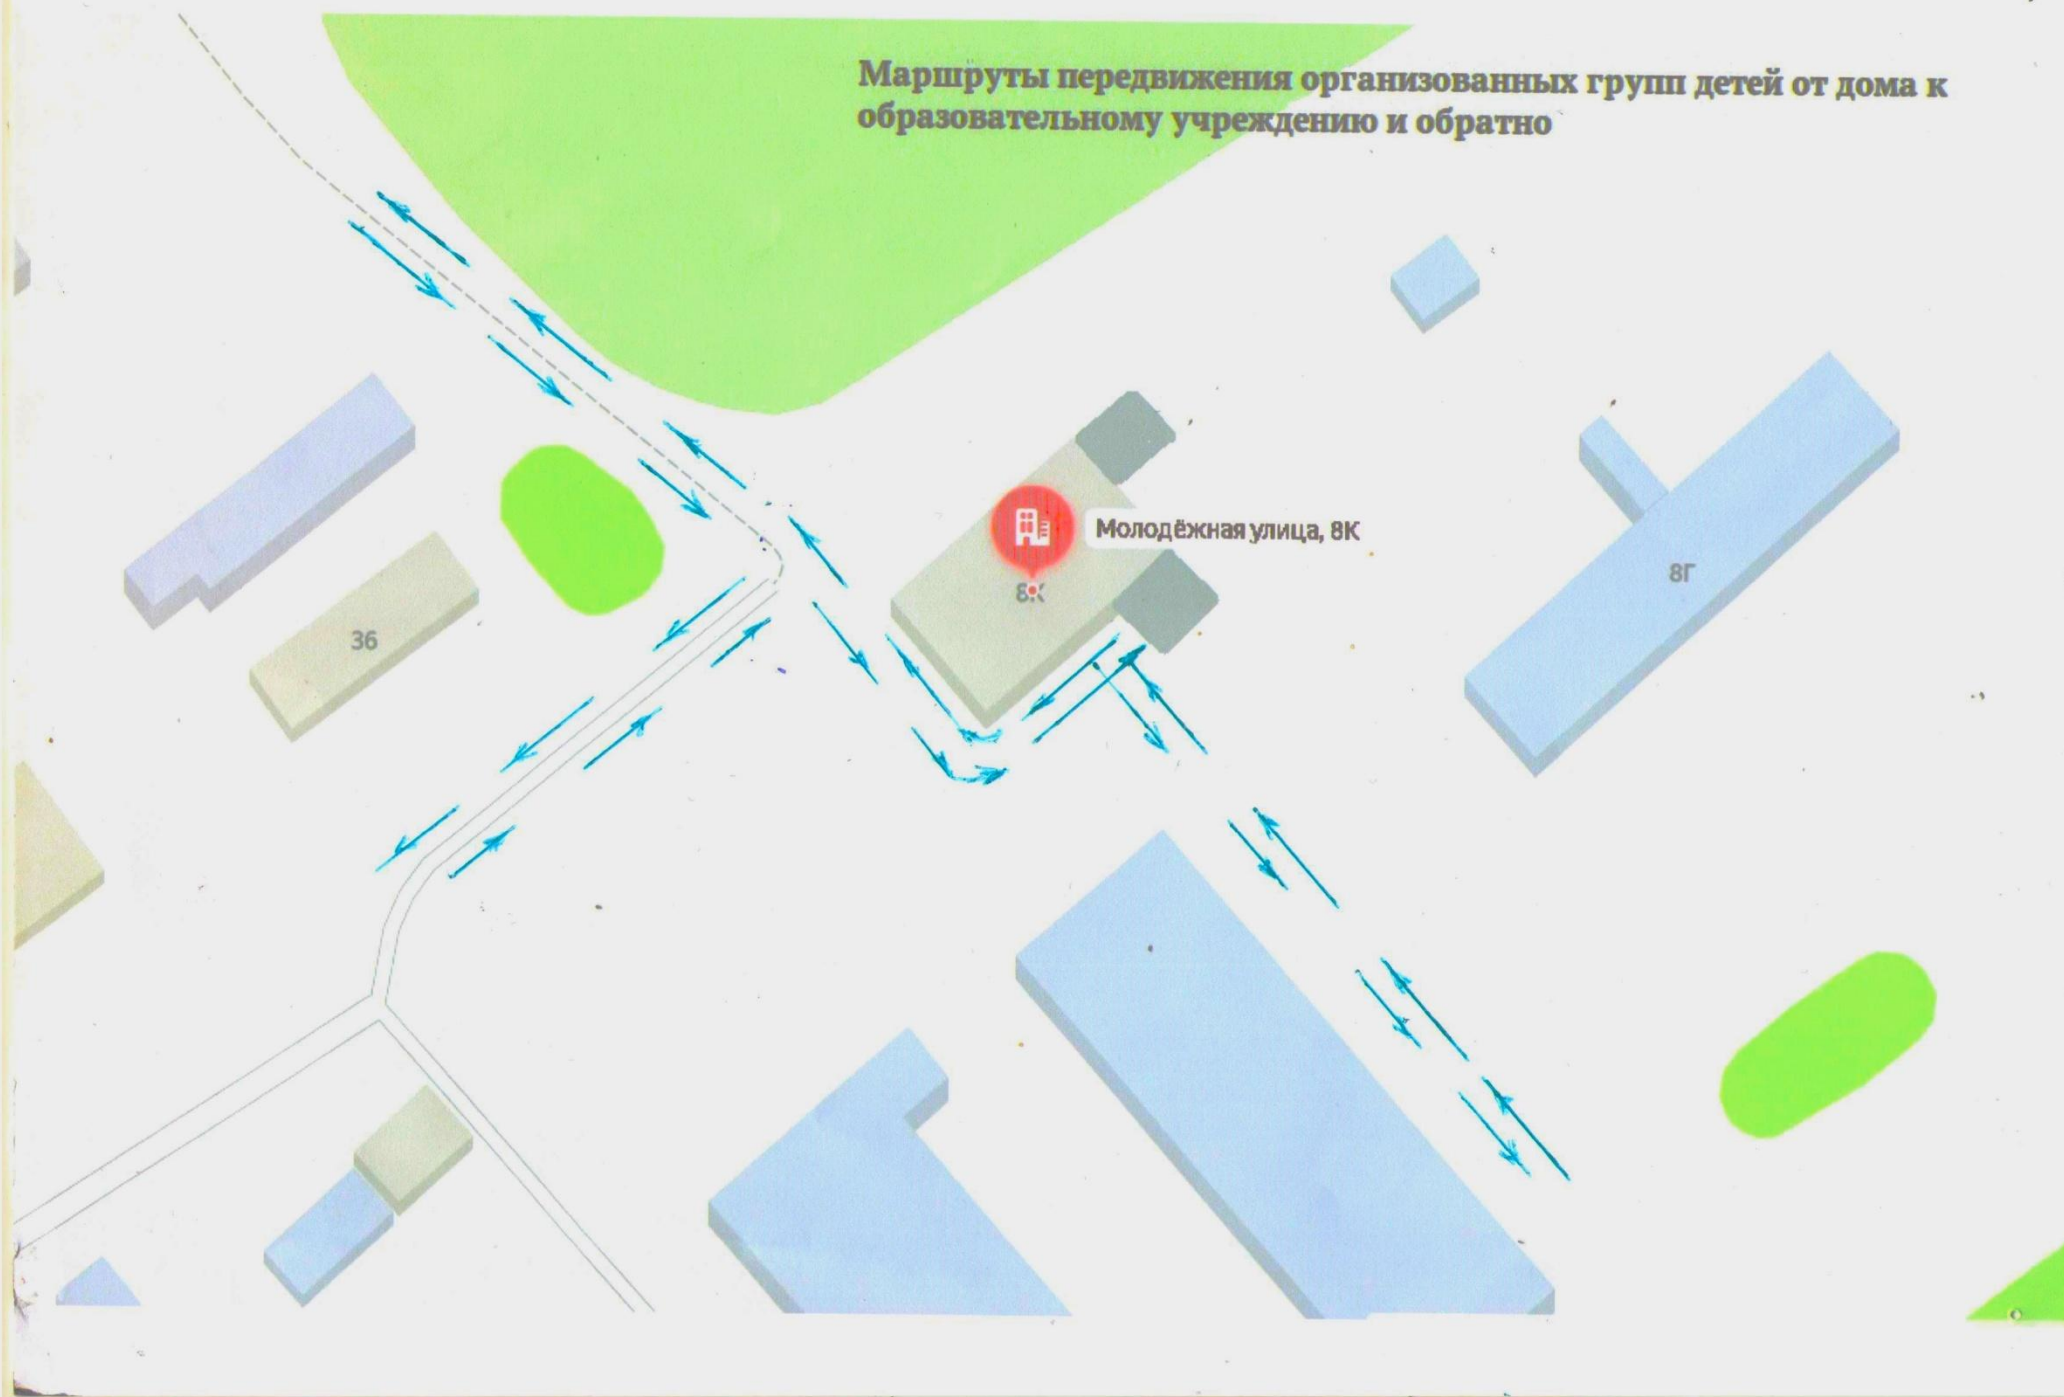 Маршруты передвижения организованных групп детей от дома к
образовательному учреждению и обратно
Молодёжная улица, 8К
8К
8Г
36